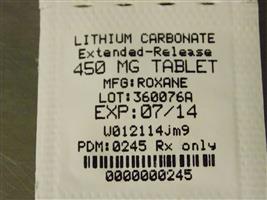 LITHIUM CARBONATE
Extended-Release
450 MG TABLET
MFG:ROXANE
LOT:360076A
EXP:07/14
W012114jm9
PDM:0245 Rx only
0000000245